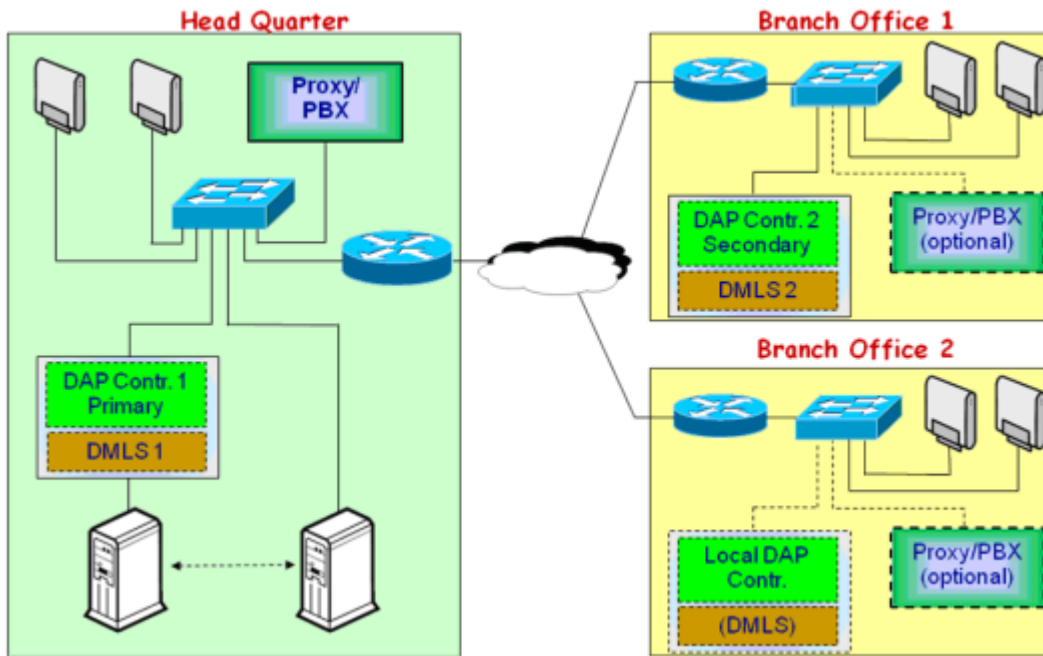 Head Quarter
Proxy/
PBX
DAP Contr. 1
Primary
DMLS 1
Branch Office 1
DAP Contr. 2
Secondary
DMLS 2
Proxy/PBX
(optional)
Branch Office 2
Local DAP
Contr.
(DMLS)
Proxy/PBX
(optional)